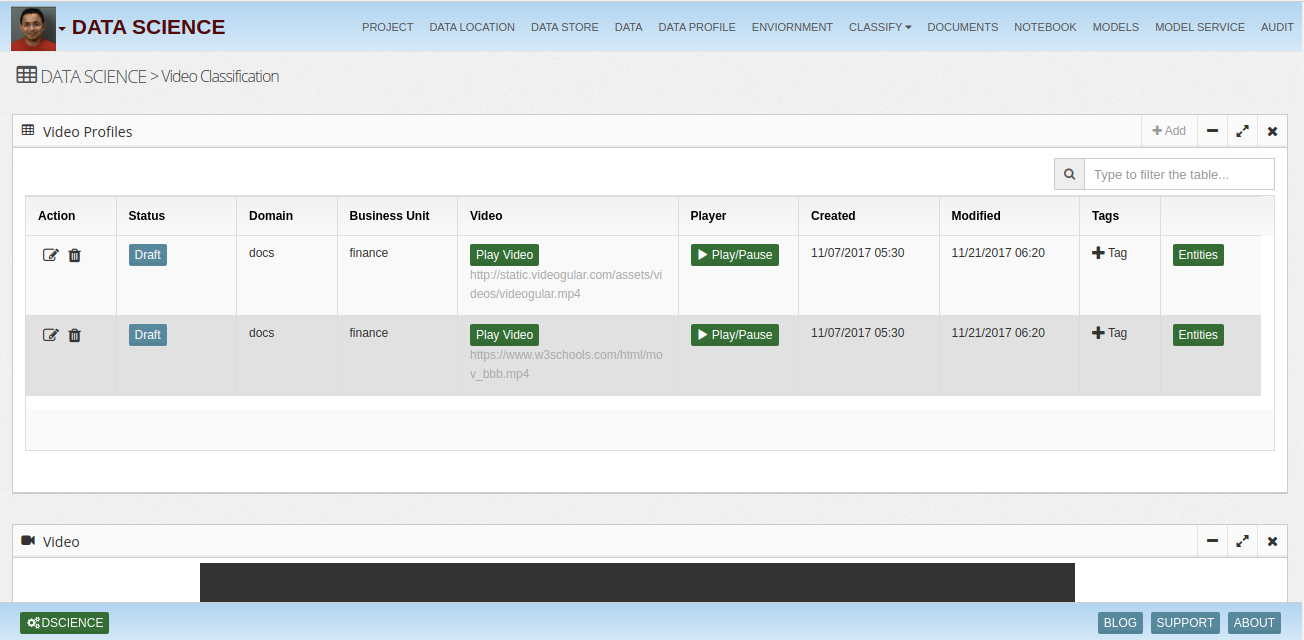 DATA SCIENCE PROJECT DATA LOCATION DATA STORE DATA DATA PROFILE ENVIORNMENT CLASSIFY DOCUMENTS NOTEBOOK MODELS MODEL SERVICE AUDIT
DATA SCIENCE > Video Classification
Video Profiles Add
Type to filter the table...
Action Status Domain Business Unit Video Player Created Modified Tags
Draft docs finance Play Video Play/Pause 11/07/2017 05:30 11/21/2017 06:20 Tag Entities
http://static.videogular.com/assets/vi
deos/videogular.mp4
Draft docs finance Play Video Play/Pause 11/07/2017 05:30 11/21/2017 06:20 Tag Entities
https://www.w3schools.com/html/mo
v_bbb.mp4
Video
DSCIENCE BLOG SUPPORT ABOUT